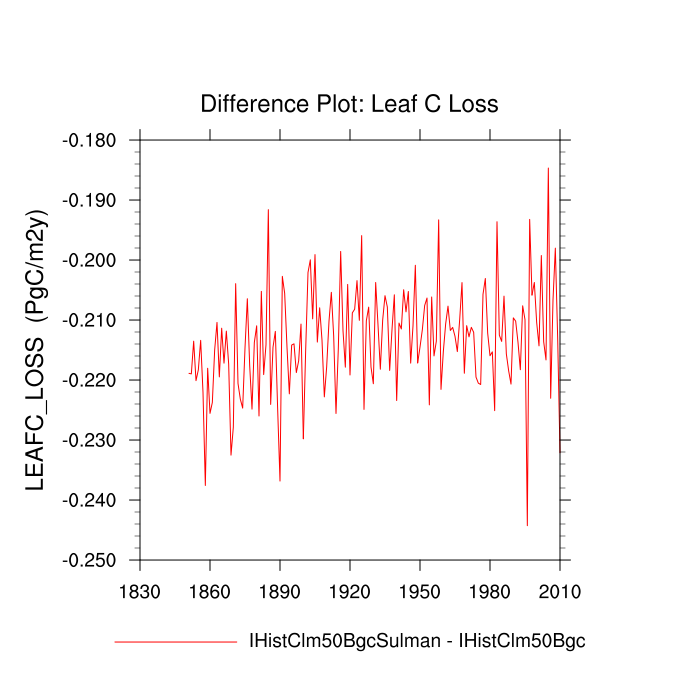 Difference Plot: Leaf C Loss
LEAFC_LOSS (PgC/m2y)
-0.180
-0.190
-0.200
-0.210
-0.220
-0.230
-0.240
-0.250
1830 1860 1890 1920 1950 1980 2010
IHistClm50BgcSulman - IHistClm50Bgc